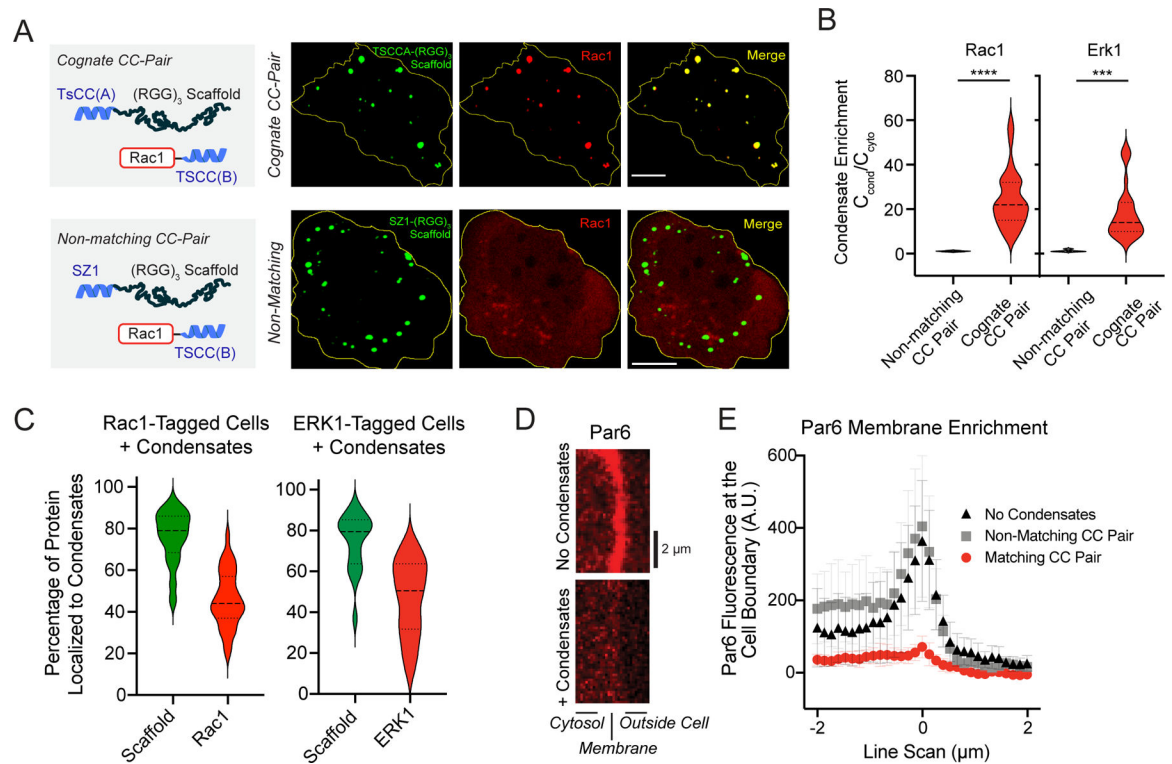 A
Cognate CC-Pair
TsCC(A)
(RGG)3 Scaffold
Rac1
TSCC(B)
Cognate CC-Pair
TSCCA-(RGG)3
Scaffold
Rac1
Merge
Non-matching CC-Pair
SZ1
(RGG)3 Scaffold
Rac1
TSCC(B)
Non-Matching
SZ1-(RGG)3
Scaffold
Rac1
Merge
B
Rac1
Erk1
****
***
Condensate Enrichment
Ccond/Ccyto
80
60
40
20
0
Non-matching
CC Pair
Cognate
CC Pair
Non-matching
CC Pair
Cognate
CC Pair
C
Rac1-Tagged Cells
+ Condensates
ERK1-Tagged Cells
+ Condensates
Percentage of Protein
Localized to Condensates
100
80
60
40
20
0
Scaffold
Rac1
100
80
60
40
20
0
Scaffold
ERK1
D
Par6
No Condensates
+ Condensates
2 µm
Cytosol
Outside Cell
Membrane
E
Par6 Membrane Enrichment
Par6 Fluorescence at the
Cell Boundary (A.U.)
600
400
200
0
No Condensates
Non-Matching CC Pair
Matching CC Pair
-2
0
2
Line Scan (µm)